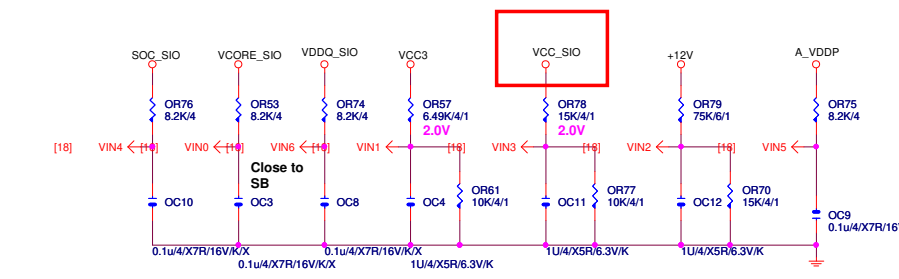 SOC_SIO
VCORE_SIO
VDDQ_SIO
VCC3
VCC_SIO
+12V
A_VDDP
OR76
8.2K/4
OR53
8.2K/4
OR74
8.2K/4
OR57
6.49K/4/1
2.0V
OR78
15K/4/1
2.0V
OR79
75K/6/1
OR75
8.2K/4
[18]
VIN4
[18]
VIN0
[18]
VIN6
[18]
VIN1
[18]
VIN3
[18]
VIN2
VIN5
Close to
SB
OC10
OC3
OC8
OC4
OR61
10K/4/1
OC11
OR77
10K/4/1
OC12
OR70
15K/4/1
OC9
0.1u/4/X7R/16V
0.1u/4/X7R/16V/K/X
0.1u/4/X7R/16V/K/X
0.1u/4/X7R/16V/K/X
1U/4/X5R/6.3V/K
1U/4/X5R/6.3V/K
1U/4/X5R/6.3V/K